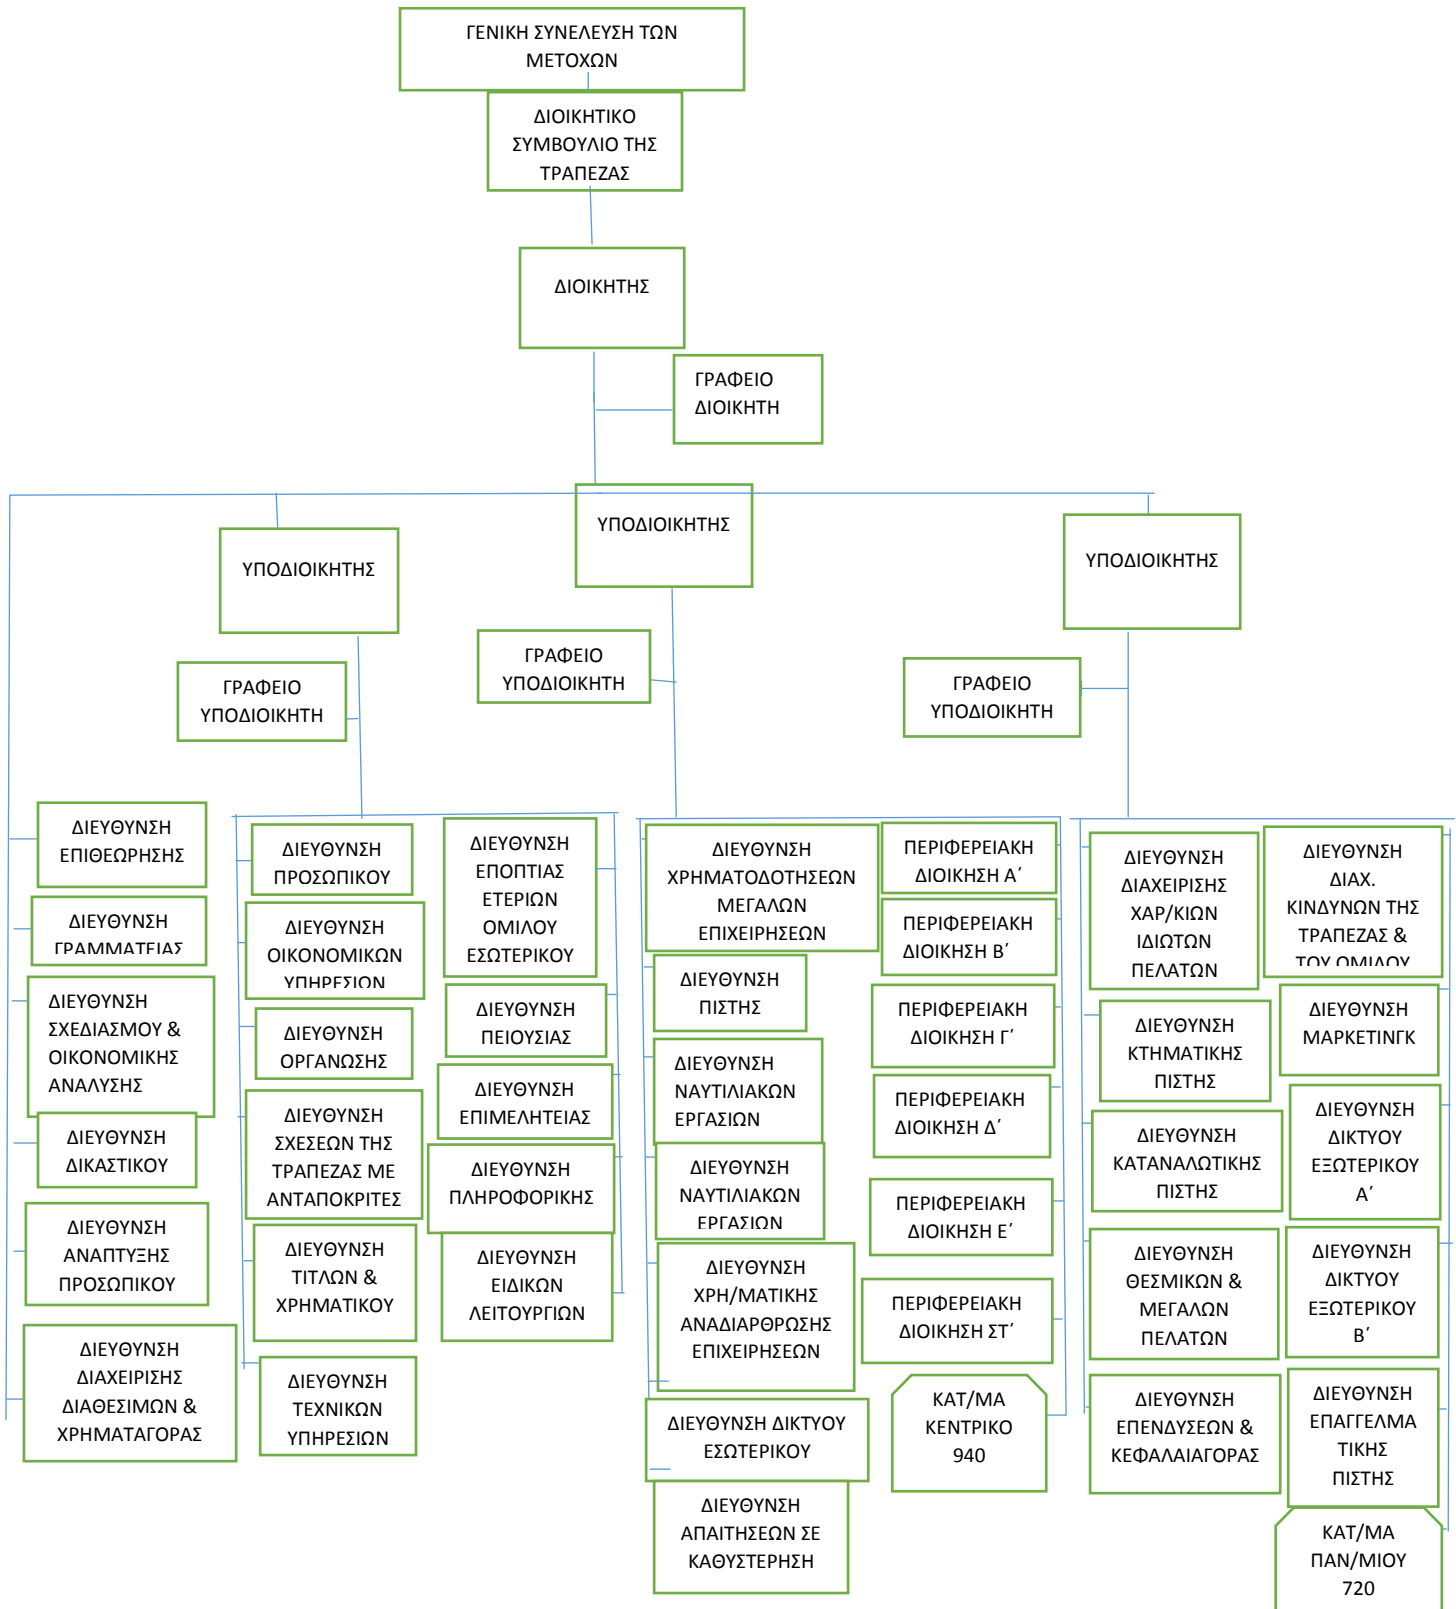 ΓΕΝΙΚΗ ΣΥΝΕΛΕΥΣΗ ΤΩΝ
ΜΕΤΟΧΩΝ
ΔΙΟΙΚΗΤΙΚΟ
ΣΥΜΒΟΥΛΙΟ ΤΗΣ
ΤΡΑΠΕΖΑΣ
ΔΙΟΙΚΗΤΗΣ
ΓΡΑΦΕΙΟ
ΔΙΟΙΚΗΤΗ
ΥΠΟΔΙΟΙΚΗΤΗΣ
ΥΠΟΔΙΟΙΚΗΤΗΣ
ΥΠΟΔΙΟΙΚΗΤΗΣ
ΓΡΑΦΕΙΟ
ΥΠΟΔΙΟΙΚΗΤΗ
ΓΡΑΦΕΙΟ
ΥΠΟΔΙΟΙΚΗΤΗ
ΓΡΑΦΕΙΟ
ΥΠΟΔΙΟΙΚΗΤΗ
ΔΙΕΥΘΥΝΣΗ
ΕΠΙΘΕΩΡΗΣΗΣ
ΔΙΕΥΘΥΝΣΗ
ΓΡΑΜΜΑΤΕΙΑΣ
ΔΙΕΥΘΥΝΣΗ
ΣΧΕΔΙΑΣΜΟΥ &
ΟΙΚΟΝΟΜΙΚΗΣ
ΑΝΑΛΥΣΗΣ
ΔΙΕΥΘΥΝΣΗ
ΔΙΚΑΣΤΙΚΟΥ
ΔΙΕΥΘΥΝΣΗ
ΑΝΑΠΤΥΞΗΣ
ΠΡΟΣΩΠΙΚΟΥ
ΔΙΕΥΘΥΝΣΗ
ΔΙΑΧΕΙΡΙΣΗΣ
ΔΙΑΘΕΣΙΜΩΝ &
ΧΡΗΜΑΤΑΓΟΡΑΣ
ΔΙΕΥΘΥΝΣΗ
ΠΡΟΣΩΠΙΚΟΥ
ΔΙΕΥΘΥΝΣΗ
ΟΙΚΟΝΟΜΙΚΩΝ
ΥΠΗΡΕΣΙΩΝ
ΔΙΕΥΘΥΝΣΗ
ΟΡΓΑΝΩΣΗΣ
ΔΙΕΥΘΥΝΣΗ
ΣΧΕΣΕΩΝ ΤΗΣ
ΤΡΑΠΕΖΑΣ ΜΕ
ΑΝΤΑΠΟΚΡΙΤΕΣ
ΔΙΕΥΘΥΝΣΗ
ΤΙΤΛΩΝ &
ΧΡΗΜΑΤΙΚΟΥ
ΔΙΕΥΘΥΝΣΗ
ΤΕΧΝΙΚΩΝ
ΥΠΗΡΕΣΙΩΝ
ΔΙΕΥΘΥΝΣΗ
ΕΠΟΠΤΙΑΣ
ΕΤΕΡΙΩΝ
ΟΜΙΛΟΥ
ΕΣΩΤΕΡΙΚΟΥ
ΔΙΕΥΘΥΝΣΗ
ΠΕΙΟΥΣΙΑΣ
ΔΙΕΥΘΥΝΣΗ
ΕΠΙΜΕΛΗΤΕΙΑΣ
ΔΙΕΥΘΥΝΣΗ
ΠΛΗΡΟΦΟΡΙΚΗΣ
ΔΙΕΥΘΥΝΣΗ
ΕΙΔΙΚΩΝ
ΛΕΙΤΟΥΡΓΙΩΝ
ΔΙΕΥΘΥΝΣΗ
ΧΡΗΜΑΤΟΔΟΤΗΣΕΩΝ
ΜΕΓΑΛΩΝ
ΕΠΙΧΕΙΡΗΣΕΩΝ
ΔΙΕΥΘΥΝΣΗ
ΠΙΣΤΗΣ
ΔΙΕΥΘΥΝΣΗ
ΝΑΥΤΙΛΙΑΚΩΝ
ΕΡΓΑΣΙΩΝ
ΔΙΕΥΘΥΝΣΗ
ΝΑΥΤΙΛΙΑΚΩΝ
ΕΡΓΑΣΙΩΝ
ΔΙΕΥΘΥΝΣΗ
ΧΡΗ/ΜΑΤΙΚΗΣ
ΑΝΑΔΙΑΡΘΡΩΣΗΣ
ΕΠΙΧΕΙΡΗΣΕΩΝ
ΔΙΕΥΘΥΝΣΗ ΔΙΚΤΥΟΥ
ΕΣΩΤΕΡΙΚΟΥ
ΔΙΕΥΘΥΝΣΗ
ΑΠΑΙΤΗΣΕΩΝ ΣΕ
ΚΑΘΥΣΤΕΡΗΣΗ
ΠΕΡΙΦΕΡΕΙΑΚΗ
ΔΙΟΙΚΗΣΗ Α΄
ΠΕΡΙΦΕΡΕΙΑΚΗ
ΔΙΟΙΚΗΣΗ Β΄
ΠΕΡΙΦΕΡΕΙΑΚΗ
ΔΙΟΙΚΗΣΗ Γ΄
ΠΕΡΙΦΕΡΕΙΑΚΗ
ΔΙΟΙΚΗΣΗ Δ΄
ΠΕΡΙΦΕΡΕΙΑΚΗ
ΔΙΟΙΚΗΣΗ Ε΄
ΠΕΡΙΦΕΡΕΙΑΚΗ
ΔΙΟΙΚΗΣΗ ΣΤ΄
ΚΑΤ/ΜΑ
ΚΕΝΤΡΙΚΟ
940
ΔΙΕΥΘΥΝΣΗ
ΔΙΑΧΕΙΡΙΣΗΣ
ΧΑΡ/ΚΙΩΝ
ΙΔΙΩΤΩΝ
ΠΕΛΑΤΩΝ
ΔΙΕΥΘΥΝΣΗ
ΚΤΗΜΑΤΙΚΗΣ
ΠΙΣΤΗΣ
ΔΙΕΥΘΥΝΣΗ
ΚΑΤΑΝΑΛΩΤΙΚΗΣ
ΠΙΣΤΗΣ
ΔΙΕΥΘΥΝΣΗ
ΘΕΣΜΙΚΩΝ &
ΜΕΓΑΛΩΝ
ΠΕΛΑΤΩΝ
ΔΙΕΥΘΥΝΣΗ
ΕΠΕΝΔΥΣΕΩΝ &
ΚΕΦΑΛΑΙΑΓΟΡΑΣ
ΔΙΕΥΘΥΝΣΗ
ΔΙΑΧ.
ΚΙΝΔΥΝΩΝ ΤΗΣ
ΤΡΑΠΕΖΑΣ &
ΤΟΥ ΟΜΙΛΟΥ
ΔΙΕΥΘΥΝΣΗ
ΜΑΡΚΕΤΙΝΓΚ
ΔΙΕΥΘΥΝΣΗ
ΔΙΚΤΥΟΥ
ΕΞΩΤΕΡΙΚΟΥ
Α΄
ΔΙΕΥΘΥΝΣΗ
ΔΙΚΤΥΟΥ
ΕΞΩΤΕΡΙΚΟΥ
Β΄
ΔΙΕΥΘΥΝΣΗ
ΕΠΑΓΓΕΛΜΑ
ΤΙΚΗΣ
ΠΙΣΤΗΣ
ΚΑΤ/ΜΑ
ΠΑΝ/ΜΙΟΥ
720